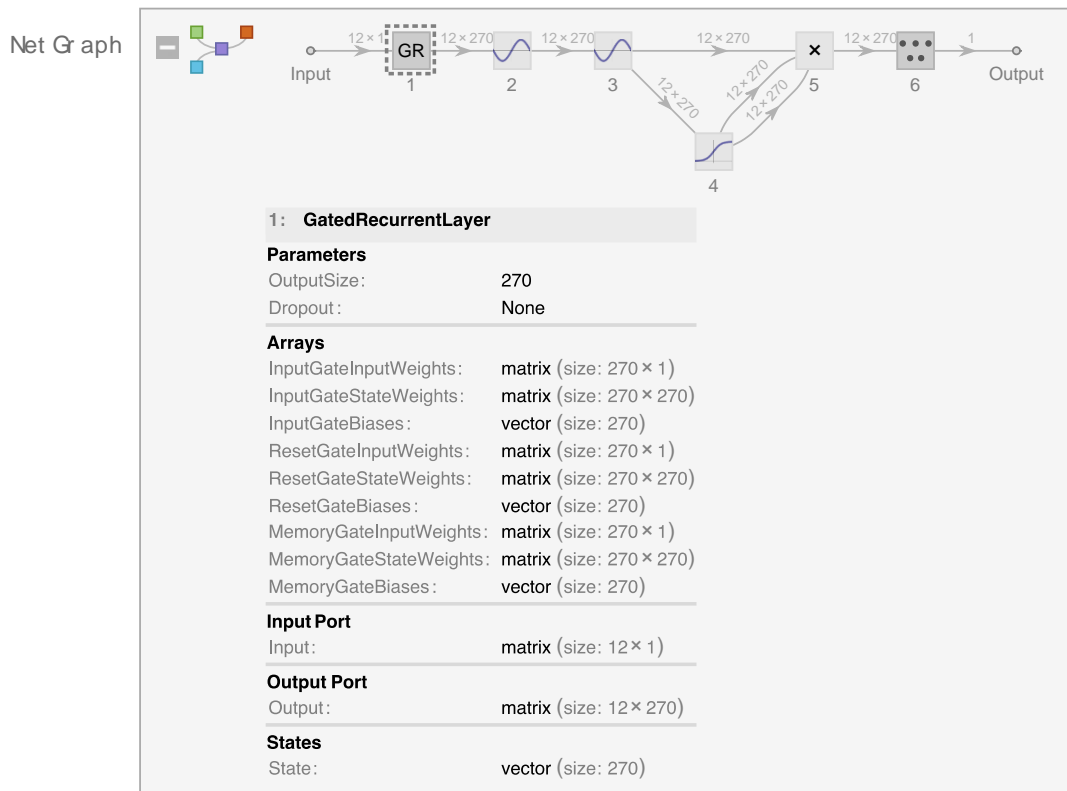 Net Graph
12×1 12×270 12×270 12×270 12×270 1
Input GR × Output
1 2 3 5 6
12×270 12×270 12×270
4
1: GatedRecurrentLayer
Parameters
OutputSize: 270
Dropout: None
Arrays
InputGateInputWeights: matrix (size: 270×1)
InputGateStateWeights: matrix (size: 270×270)
InputGateBiases: vector (size: 270)
ResetGateInputWeights: matrix (size: 270×1)
ResetGateStateWeights: matrix (size: 270×270)
ResetGateBiases: vector (size: 270)
MemoryGateInputWeights: matrix (size: 270×1)
MemoryGateStateWeights: matrix (size: 270×270)
MemoryGateBiases: vector (size: 270)
Input Port
Input: matrix (size: 12×1)
Output Port
Output: matrix (size: 12×270)
States
State: vector (size: 270)